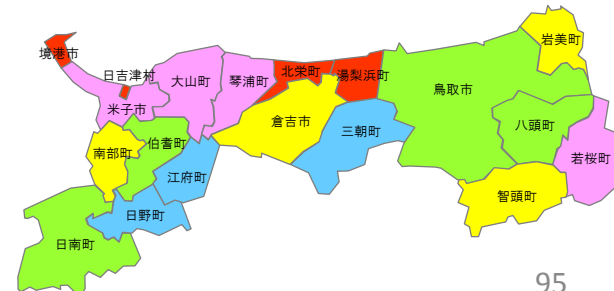 岩美町
境港市
日吉津村
大山町
琴浦町
北栄町
湯梨浜町
鳥取市
米子市
倉吉市
三朝町
八頭町
南部町
伯耆町
若桜町
江府町
智頭町
日野町
日南町
95